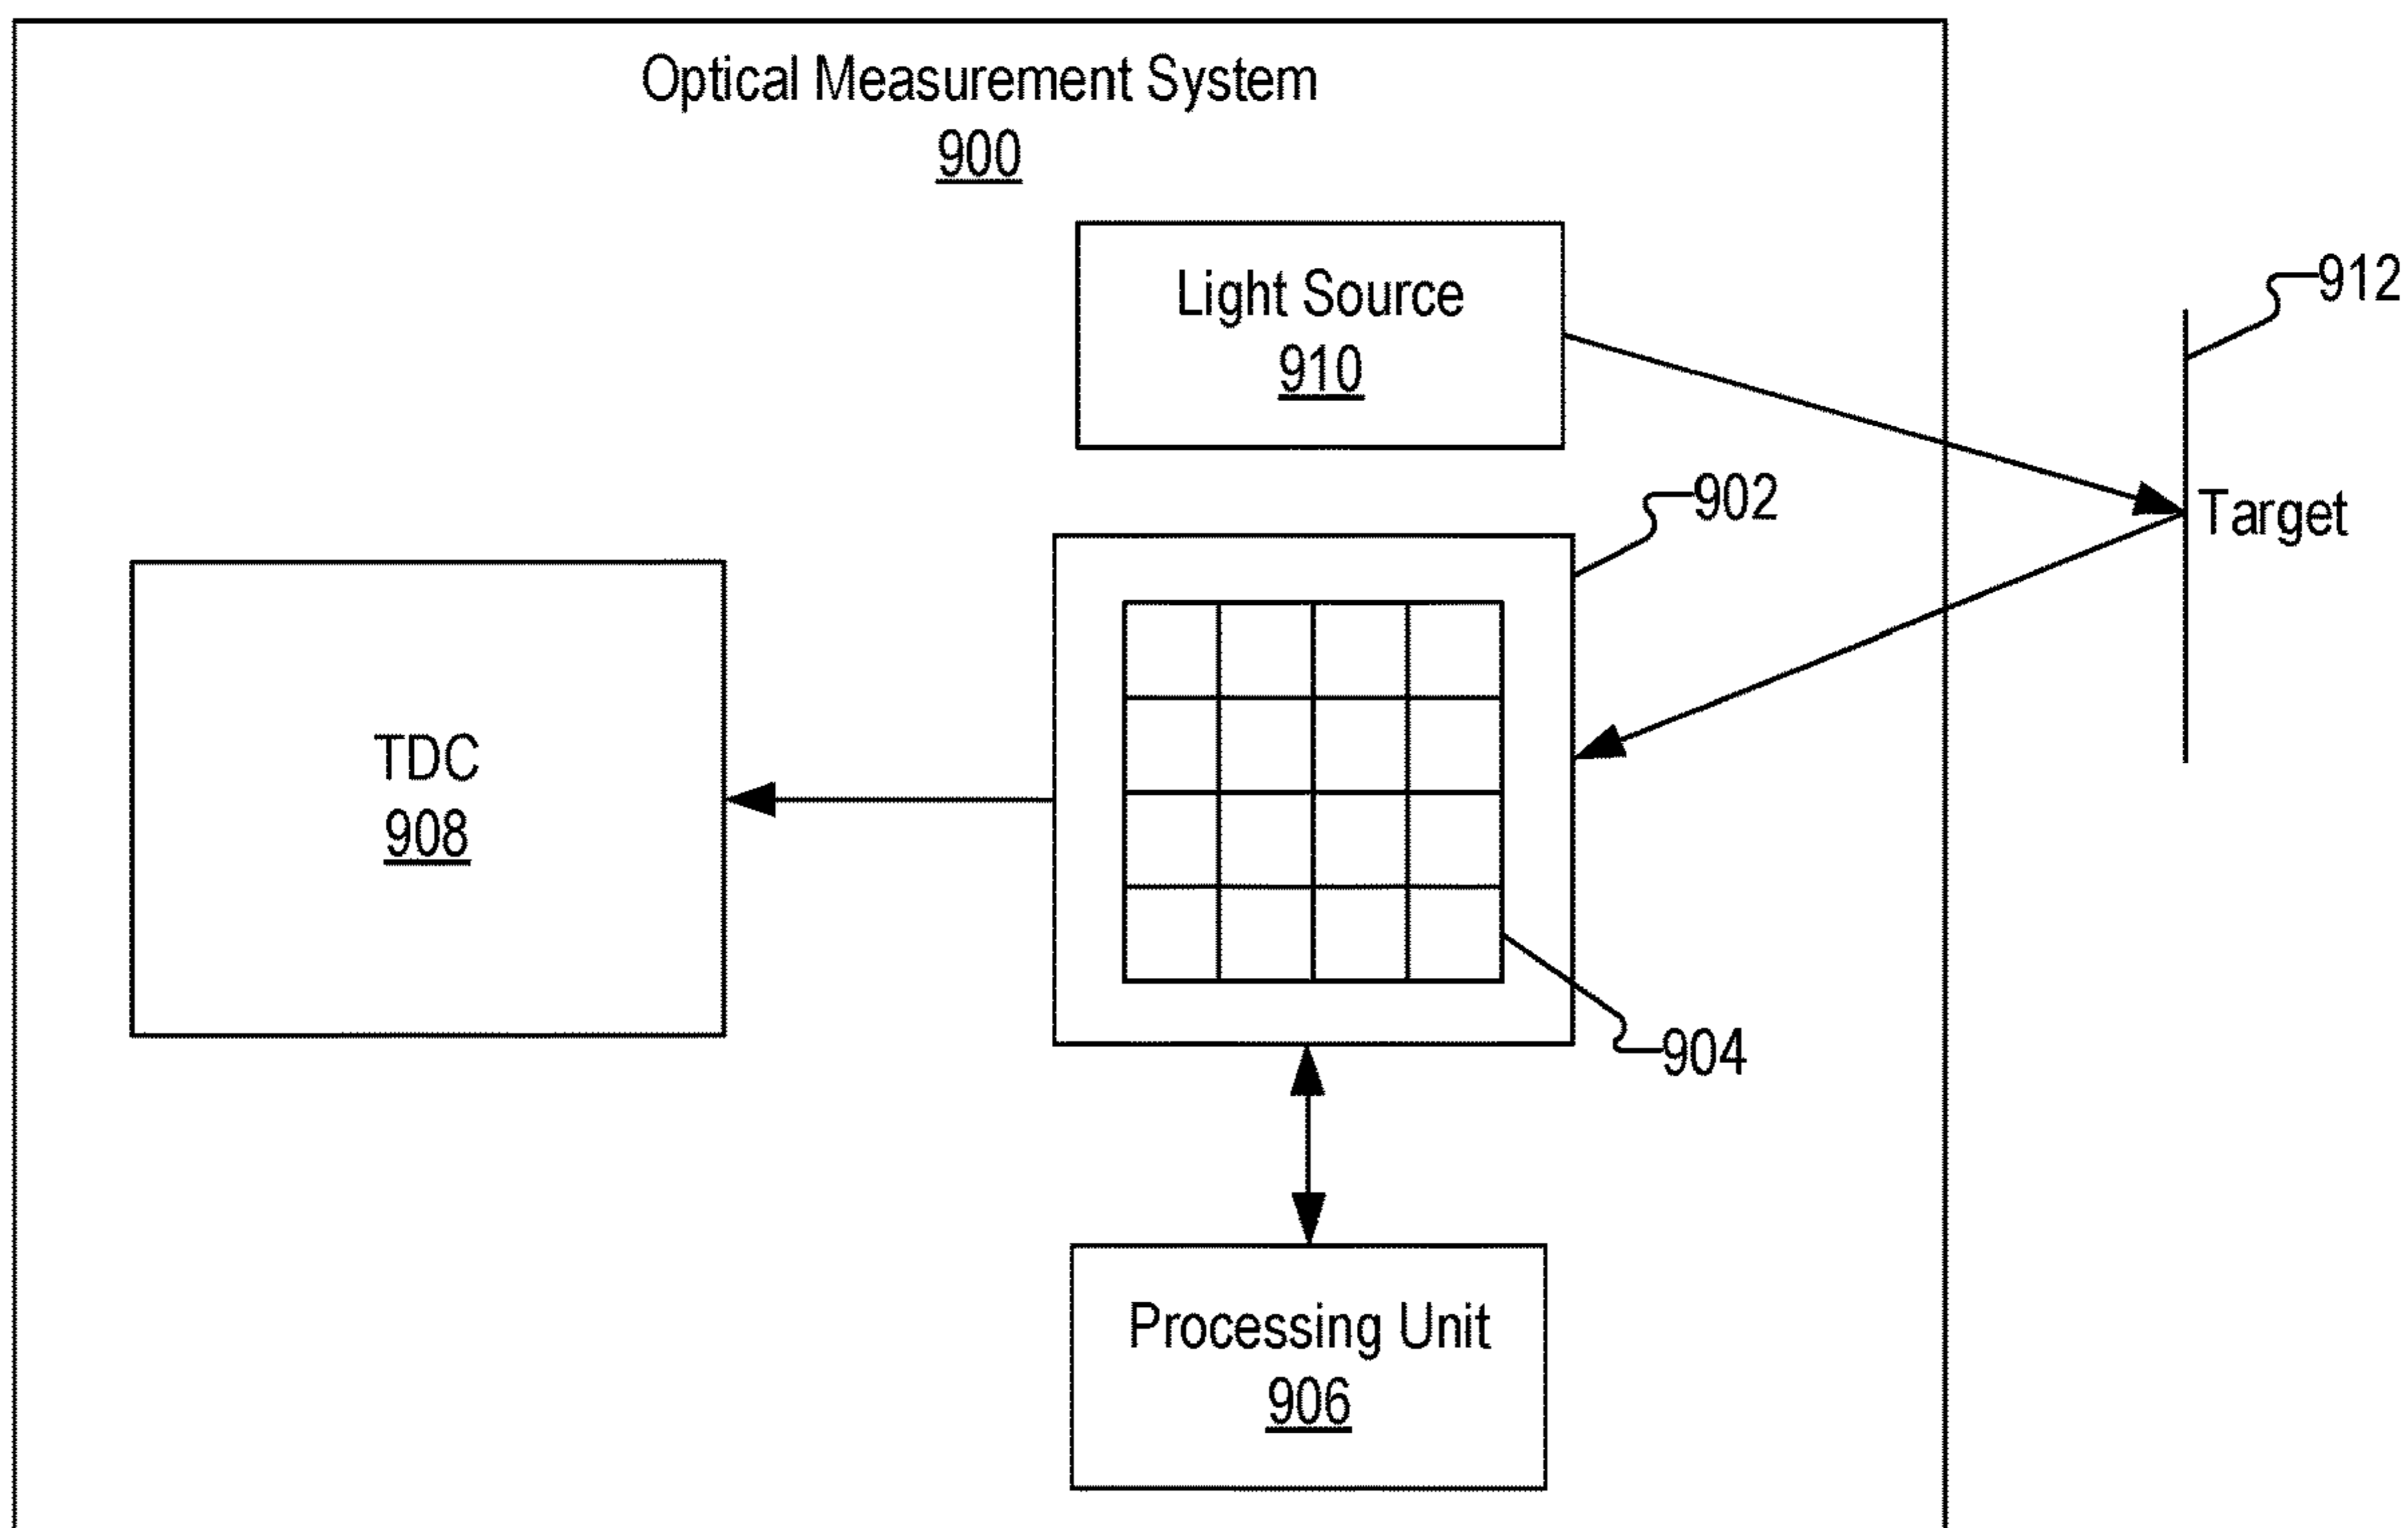 Optical Measurement System
900
Light Source
910
912
902
Target
TDC
908
904
Processing Unit
906